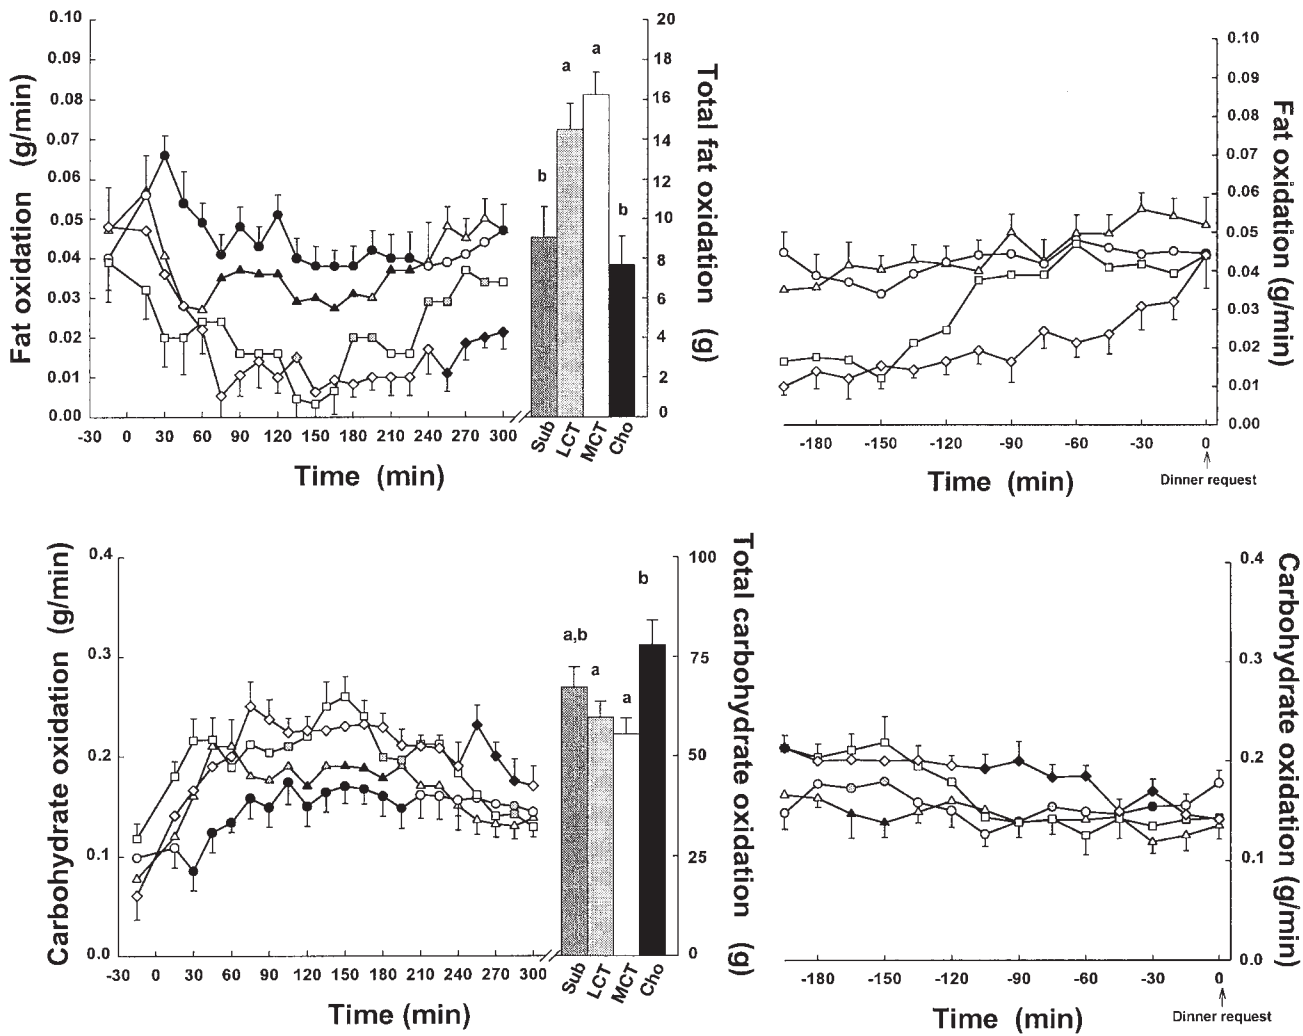 Fat oxidation (g/min)
0.10
0.09
0.08
0.07
0.06
0.05
0.04
0.03
0.02
0.01
0.00
-30 0 30 60 90 120 150 180 210 240 270 300
Time (min)
b
a
a
b
Sub LCT MCT Cho
20
18
16
14
12
10
8
6
4
2
0
Total fat oxidation (g)
0.10
0.09
0.08
0.07
0.06
0.05
0.04
0.03
0.02
0.01
0.00
Fat oxidation (g/min)
-180 -150 -120 -90 -60 -30 0
Time (min)
Dinner request
Carbohydrate oxidation (g/min)
0.4
0.3
0.2
0.1
0.0
-30 0 30 60 90 120 150 180 210 240 270 300
Time (min)
a,b
a
a
b
Sub LCT MCT Cho
100
75
50
25
0
Total carbohydrate oxidation (g)
0.4
0.3
0.2
0.1
0.0
Carbohydrate oxidation (g/min)
-180 -150 -120 -90 -60 -30 0
Time (min)
Dinner request